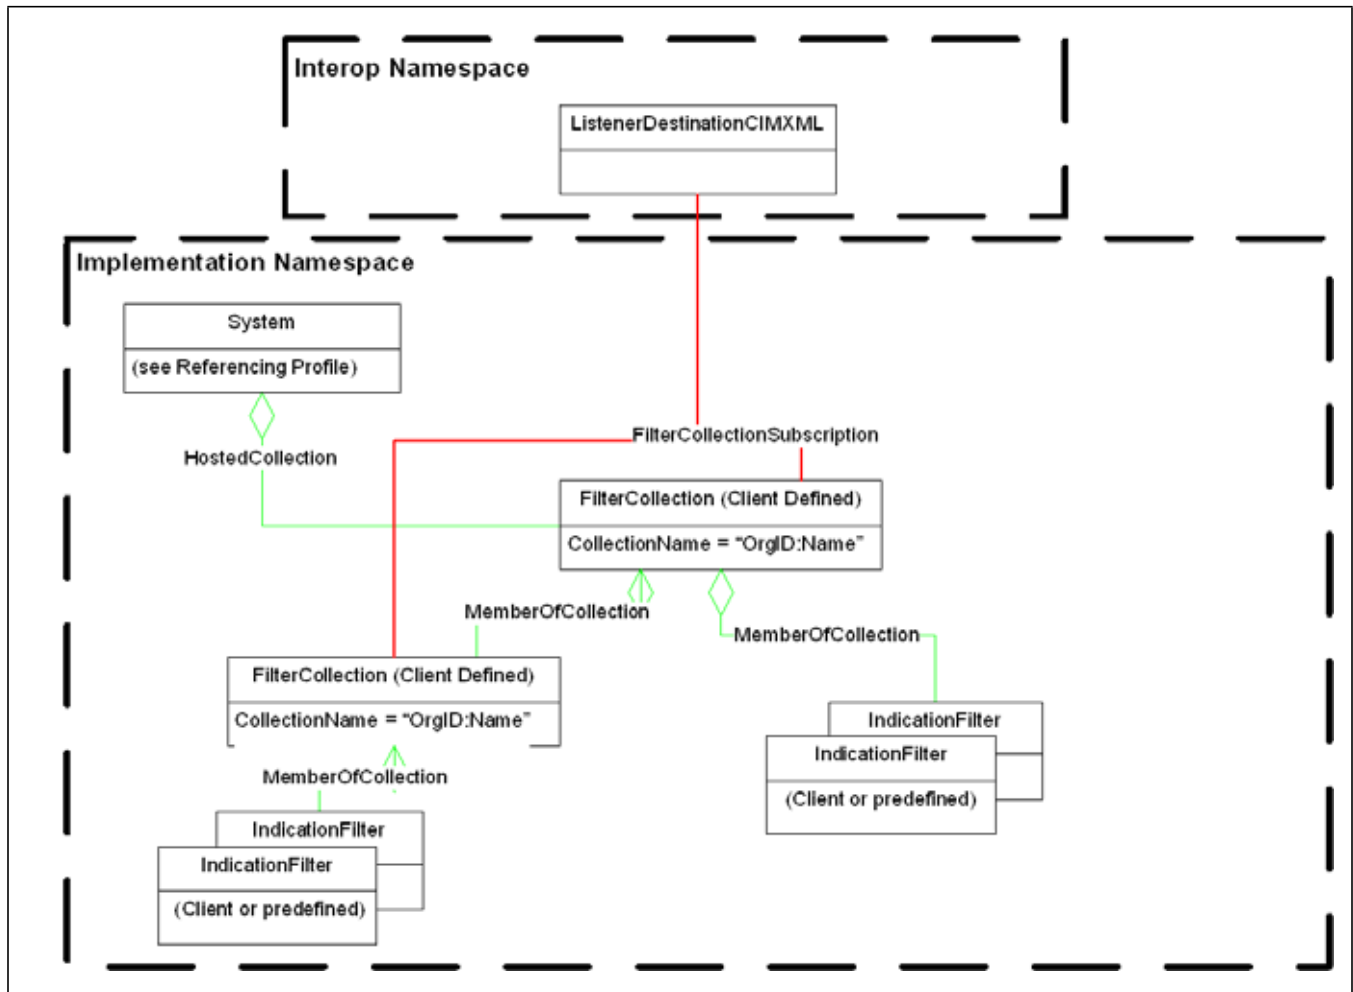 Interop Namespace
ListenerDestinationCIMXML
Implementation Namespace
System
(see Referencing Profile)
FilterCollectionSubscription
HostedCollection
FilterCollection (Client Defined)
CollectionName = “OrgID:Name”
MemberOfCollection
MemberOfCollection
FilterCollection (Client Defined)
CollectionName = “OrgID:Name”
IndicationFilter
IndicationFilter
(Client or predefined)
MemberOfCollection
IndicationFilter
IndicationFilter
(Client or predefined)